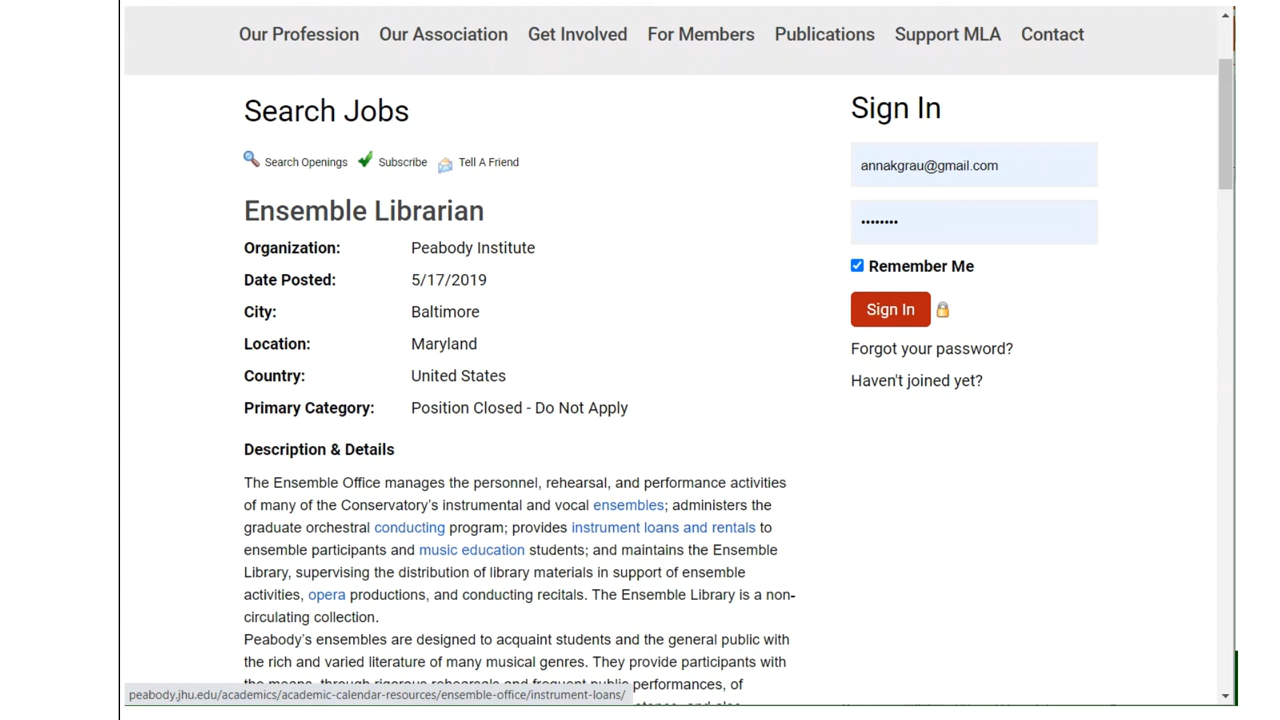 Our Profession Our Association Get Involved For Members Publications Support MLA Contact
Search Jobs
Search Openings Subscribe Tell A Friend
Ensemble Librarian
Organization: Peabody Institute
Date Posted: 5/17/2019
City: Baltimore
Location: Maryland
Country: United States
Primary Category: Position Closed - Do Not Apply
Description & Details
The Ensemble Office manages the personnel, rehearsal, and performance activities
of many of the Conservatory's instrumental and vocal ensembles; administers the
graduate orchestral conducting program; provides instrument loans and rentals to
ensemble participants and music education students; and maintains the Ensemble
Library, supervising the distribution of library materials in support of ensemble
activities, opera productions, and conducting recitals. The Ensemble Library is a non-
circulating collection.
Peabody's ensembles are designed to acquaint students and the general public with
the rich and varied literature of many musical genres. They provide participants with
the means, through rigorous rehearsals and frequent public performances, of
peabody.jhu.edu/academics/academic-calendar-resources/ensemble-office/instrument-loans/
Sign In
annakgrau@gmail.com
••••••••
Remember Me
Sign In
Forgot your password?
Haven't joined yet?